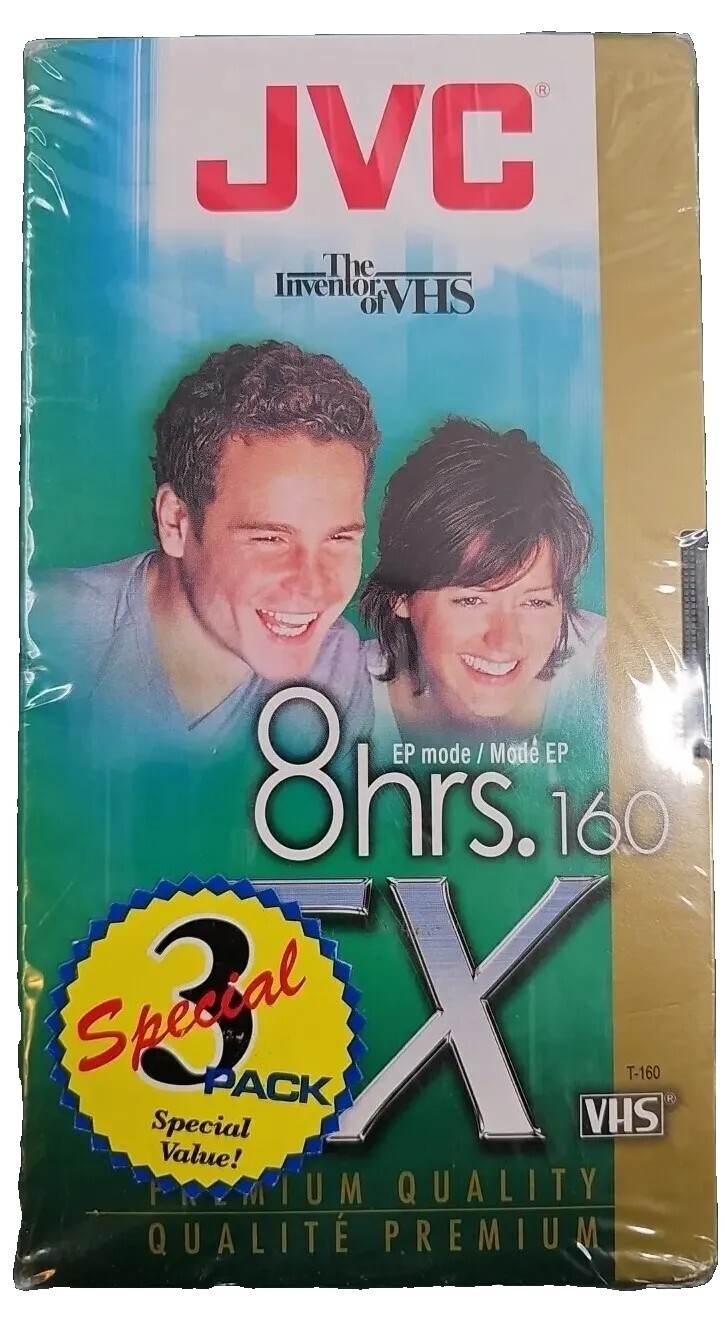 JVC®
The
Inventor
of VHS
EP mode / Mode EP
8hrs. 160
EX
3
Special
PACK
Special
Value!
T-160
VHS®
PREMIUM QUALITY
QUALITÉ PREMIUM